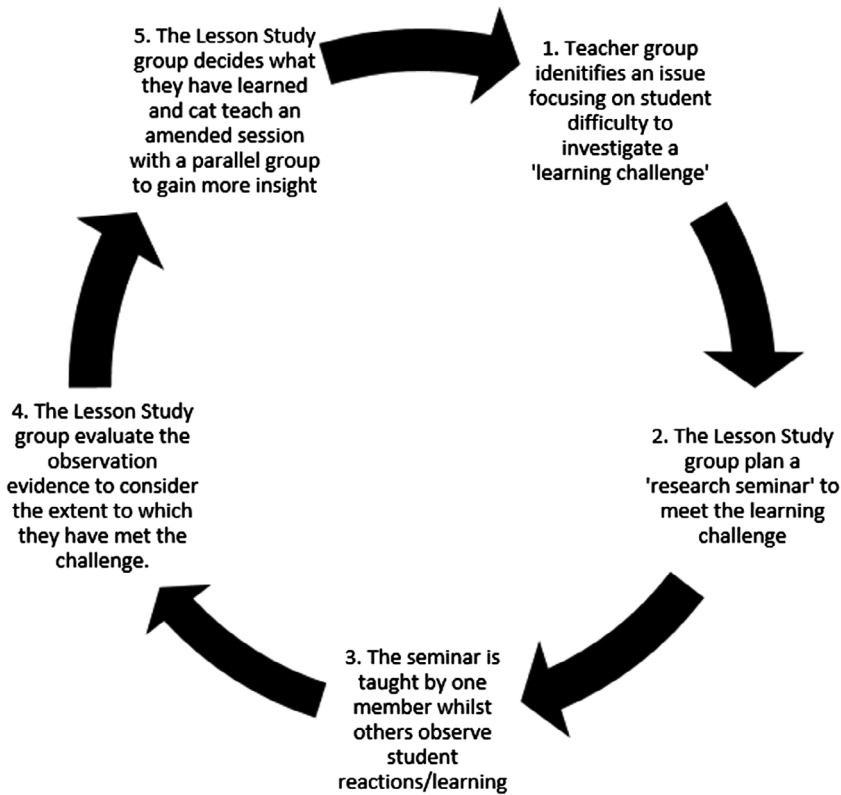 1. Teacher group
idenitifies an issue
focusing on student
difficulty to
investigate a
'learning challenge'
2. The Lesson Study
group plan a
'research seminar' to
meet the learning
challenge
3. The seminar is
taught by one
member whilst
others observe
student
reactions/learning
4. The Lesson Study
group evaluate the
observation
evidence to consider
the extent to which
they have met the
challenge.
5. The Lesson Study
group decides what
they have learned
and cat teach an
amended session
with a parallel group
to gain more insight